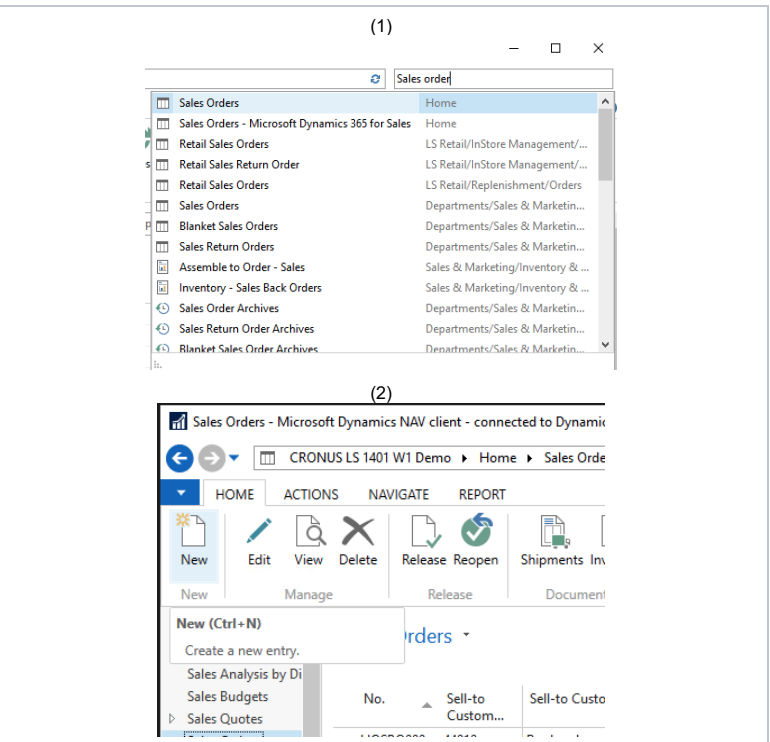 (1)
Sales order
Sales Orders Home
Sales Orders - Microsoft Dynamics 365 for Sales Home
Retail Sales Orders LS Retail/InStore Management/...
Retail Sales Return Order LS Retail/InStore Management/...
Retail Sales Orders LS Retail/Replenishment/Orders
Sales Orders Departments/Sales & Marketin...
Blanket Sales Orders Departments/Sales & Marketin...
Sales Return Orders Departments/Sales & Marketin...
Assemble to Order - Sales Sales & Marketing/Inventory & ...
Inventory - Sales Back Orders Sales & Marketing/Inventory & ...
Sales Order Archives Departments/Sales & Marketin...
Sales Return Order Archives Departments/Sales & Marketin...
Blanket Sales Order Archives Departments/Sales & Marketin...
(2)
Sales Orders - Microsoft Dynamics NAV client - connected to Dynamic
CRONUS LS 1401 W1 Demo Home Sales Orde
HOME ACTIONS NAVIGATE REPORT
New Edit View Delete Release Reopen Shipments Inv
New Manage Release Document
New (Ctrl+N)
Create a new entry.
rders
Sales Analysis by Di
Sales Budgets
Sales Quotes
No. Sell-to Custom... Sell-to Custo